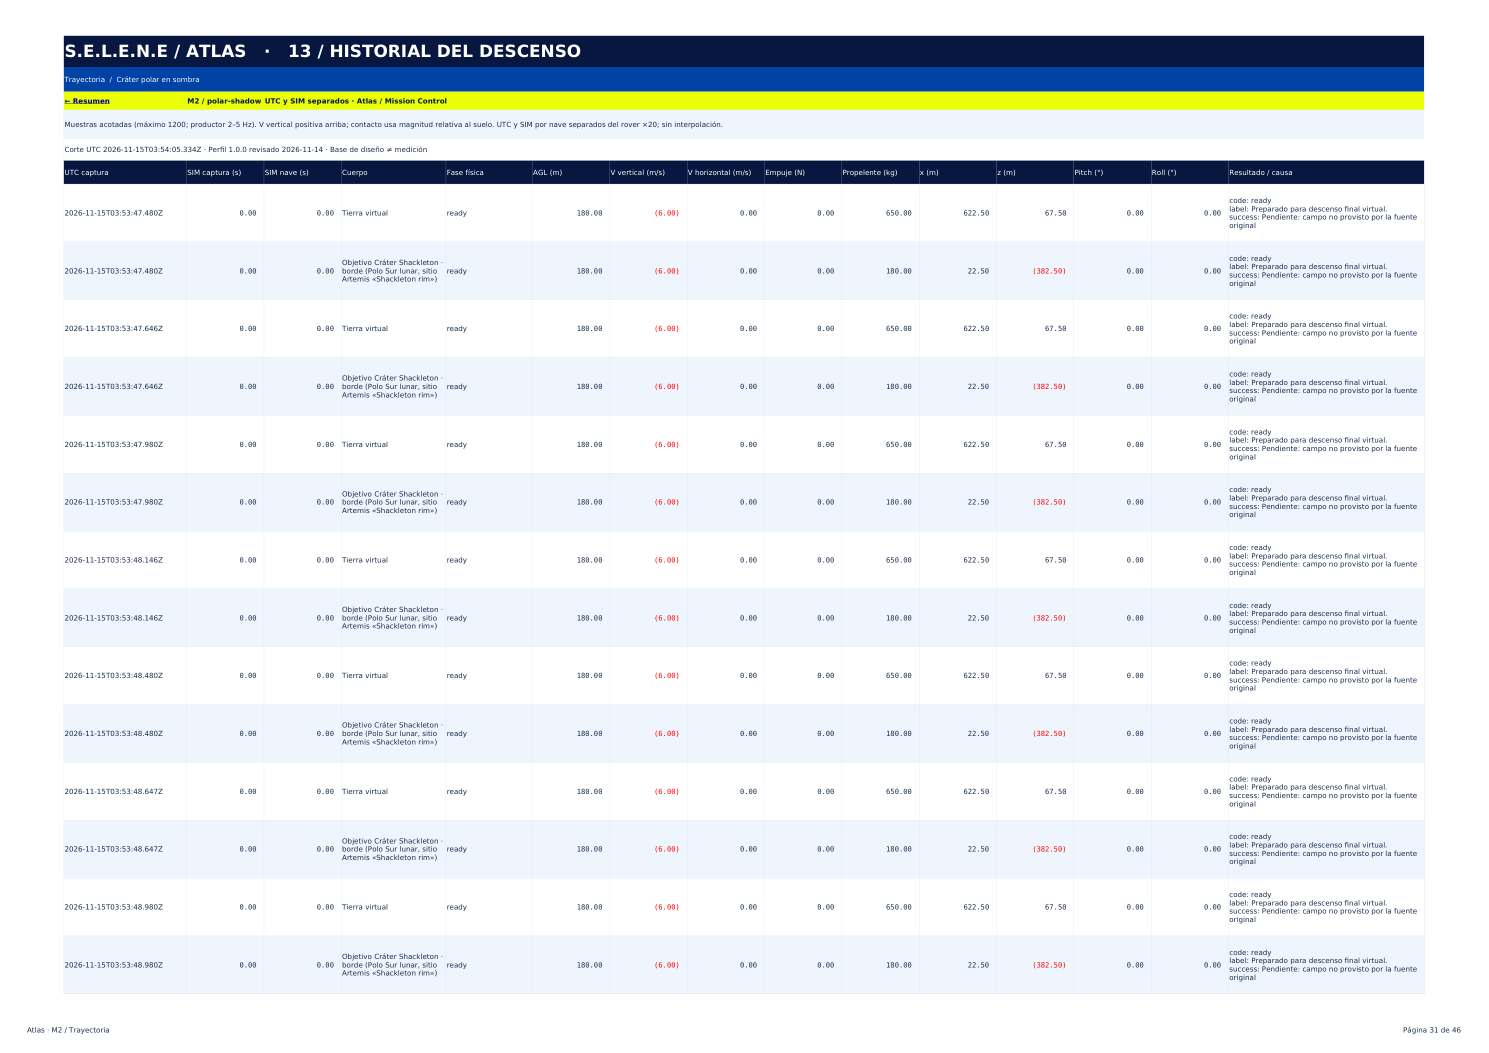 S.E.L.E.N.E / ATLAS · 13 / HISTORIAL DEL DESCENSO
Trayectoria / Cráter polar en sombra
← Resumen M2 / polar-shadow UTC y SIM separados · Atlas / Mission Control
Muestras acotadas (máximo 1200; productor 2–5 Hz). V vertical positiva arriba; contacto usa magnitud relativa al suelo. UTC y SIM por nave separados del rover ×20; sin interpolación.
Corte UTC 2026-11-15T03:54:05.334Z · Perfil 1.0.0 revisado 2026-11-14 · Base de diseño ≠ medición
UTC captura SIM captura (s) SIM nave (s) Cuerpo Fase física AGL (m) V vertical (m/s) V horizontal (m/s) Empuje (N) Propelente (kg) x (m) z (m) Pitch (°) Roll (°) Resultado / causa
2026-11-15T03:53:47.480Z 0.00 0.00 Tierra virtual ready 180.00 (6.00) 0.00 0.00 650.00 622.50 67.50 0.00 0.00 code: ready
label: Preparado para descenso final virtual.
success: Pendiente: campo no provisto por la fuente
original
2026-11-15T03:53:47.480Z 0.00 0.00 Objetivo Cráter Shackleton ·
borde (Polo Sur lunar, sitio
Artemis «Shackleton rim») ready 180.00 (6.00) 0.00 0.00 180.00 22.50 (382.50) 0.00 0.00 code: ready
label: Preparado para descenso final virtual.
success: Pendiente: campo no provisto por la fuente
original
2026-11-15T03:53:47.646Z 0.00 0.00 Tierra virtual ready 180.00 (6.00) 0.00 0.00 650.00 622.50 67.50 0.00 0.00 code: ready
label: Preparado para descenso final virtual.
success: Pendiente: campo no provisto por la fuente
original
2026-11-15T03:53:47.646Z 0.00 0.00 Objetivo Cráter Shackleton ·
borde (Polo Sur lunar, sitio
Artemis «Shackleton rim») ready 180.00 (6.00) 0.00 0.00 180.00 22.50 (382.50) 0.00 0.00 code: ready
label: Preparado para descenso final virtual.
success: Pendiente: campo no provisto por la fuente
original
2026-11-15T03:53:47.980Z 0.00 0.00 Tierra virtual ready 180.00 (6.00) 0.00 0.00 650.00 622.50 67.50 0.00 0.00 code: ready
label: Preparado para descenso final virtual.
success: Pendiente: campo no provisto por la fuente
original
2026-11-15T03:53:47.980Z 0.00 0.00 Objetivo Cráter Shackleton ·
borde (Polo Sur lunar, sitio
Artemis «Shackleton rim») ready 180.00 (6.00) 0.00 0.00 180.00 22.50 (382.50) 0.00 0.00 code: ready
label: Preparado para descenso final virtual.
success: Pendiente: campo no provisto por la fuente
original
2026-11-15T03:53:48.146Z 0.00 0.00 Tierra virtual ready 180.00 (6.00) 0.00 0.00 650.00 622.50 67.50 0.00 0.00 code: ready
label: Preparado para descenso final virtual.
success: Pendiente: campo no provisto por la fuente
original
2026-11-15T03:53:48.146Z 0.00 0.00 Objetivo Cráter Shackleton ·
borde (Polo Sur lunar, sitio
Artemis «Shackleton rim») ready 180.00 (6.00) 0.00 0.00 180.00 22.50 (382.50) 0.00 0.00 code: ready
label: Preparado para descenso final virtual.
success: Pendiente: campo no provisto por la fuente
original
2026-11-15T03:53:48.480Z 0.00 0.00 Tierra virtual ready 180.00 (6.00) 0.00 0.00 650.00 622.50 67.50 0.00 0.00 code: ready
label: Preparado para descenso final virtual.
success: Pendiente: campo no provisto por la fuente
original
2026-11-15T03:53:48.480Z 0.00 0.00 Objetivo Cráter Shackleton ·
borde (Polo Sur lunar, sitio
Artemis «Shackleton rim») ready 180.00 (6.00) 0.00 0.00 180.00 22.50 (382.50) 0.00 0.00 code: ready
label: Preparado para descenso final virtual.
success: Pendiente: campo no provisto por la fuente
original
2026-11-15T03:53:48.647Z 0.00 0.00 Tierra virtual ready 180.00 (6.00) 0.00 0.00 650.00 622.50 67.50 0.00 0.00 code: ready
label: Preparado para descenso final virtual.
success: Pendiente: campo no provisto por la fuente
original
2026-11-15T03:53:48.647Z 0.00 0.00 Objetivo Cráter Shackleton ·
borde (Polo Sur lunar, sitio
Artemis «Shackleton rim») ready 180.00 (6.00) 0.00 0.00 180.00 22.50 (382.50) 0.00 0.00 code: ready
label: Preparado para descenso final virtual.
success: Pendiente: campo no provisto por la fuente
original
2026-11-15T03:53:48.980Z 0.00 0.00 Tierra virtual ready 180.00 (6.00) 0.00 0.00 650.00 622.50 67.50 0.00 0.00 code: ready
label: Preparado para descenso final virtual.
success: Pendiente: campo no provisto por la fuente
original
2026-11-15T03:53:48.980Z 0.00 0.00 Objetivo Cráter Shackleton ·
borde (Polo Sur lunar, sitio
Artemis «Shackleton rim») ready 180.00 (6.00) 0.00 0.00 180.00 22.50 (382.50) 0.00 0.00 code: ready
label: Preparado para descenso final virtual.
success: Pendiente: campo no provisto por la fuente
original
Atlas · M2 / Trayectoria Página 31 de 46